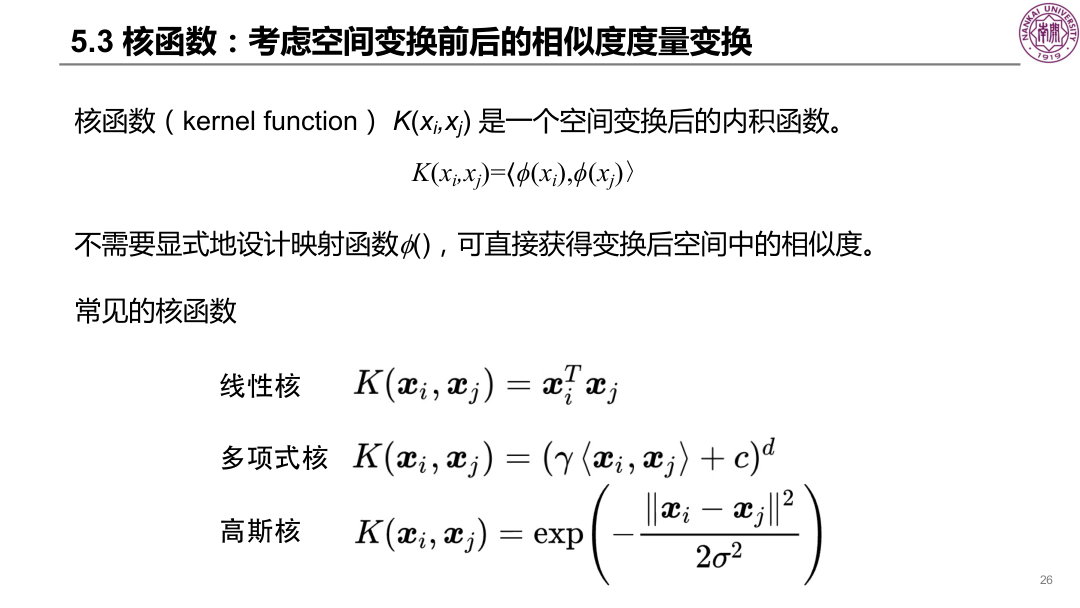 5.3 核函数：考虑空间变换前后的相似度度量变换
NANKAI UNIVERSITY
南開
1919
核函数（kernel function） K(xᵢ,xⱼ) 是一个空间变换后的内积函数。
K(xᵢ,xⱼ)=⟨ϕ(xᵢ),ϕ(xⱼ)⟩
不需要显式地设计映射函数ϕ()，可直接获得变换后空间中的相似度。
常见的核函数
线性核 K(xᵢ, xⱼ) = xᵢᵀxⱼ
多项式核 K(xᵢ, xⱼ) = (γ ⟨xᵢ, xⱼ⟩ + c)ᵈ
高斯核 K(xᵢ, xⱼ) = exp(−‖xᵢ − xⱼ‖² / 2σ²)
26